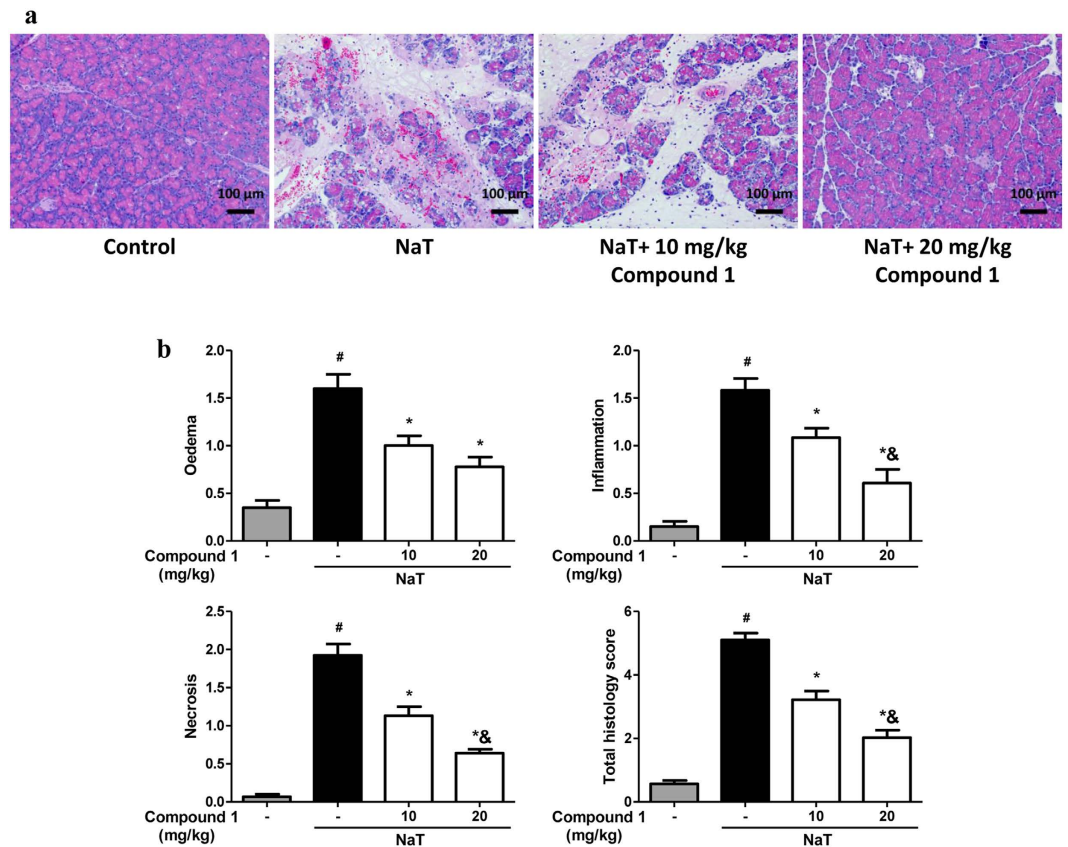 a
100 μm
100 μm
100 μm
100 μm
Control
NaT
NaT+ 10 mg/kg
Compound 1
NaT+ 20 mg/kg
Compound 1
b
2.0
1.5
1.0
0.5
0.0
Oedema
#
*
*
Compound 1
(mg/kg)
- - 10 20
NaT
2.0
1.5
1.0
0.5
0.0
Inflammation
#
*
*&
Compound 1
(mg/kg)
- - 10 20
NaT
2.5
2.0
1.5
1.0
0.5
0.0
Necrosis
#
*
*&
Compound 1
(mg/kg)
- - 10 20
NaT
6
4
2
0
Total histology score
#
*
*&
Compound 1
(mg/kg)
- - 10 20
NaT